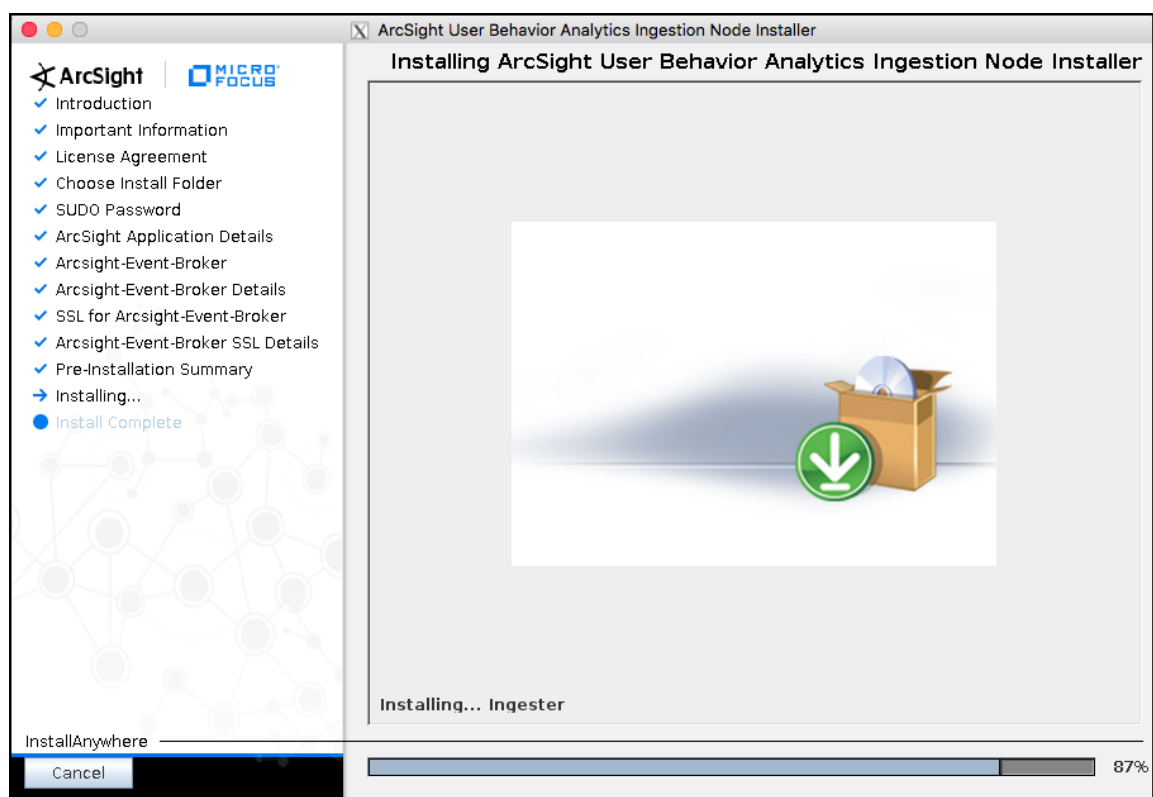 ArcSight User Behavior Analytics Ingestion Node Installer
ArcSight
MICRO FOCUS
Introduction
Important Information
License Agreement
Choose Install Folder
SUDO Password
ArcSight Application Details
Arcsight-Event-Broker
Arcsight-Event-Broker Details
SSL for Arcsight-Event-Broker
Arcsight-Event-Broker SSL Details
Pre-Installation Summary
Installing...
Install Complete
Installing ArcSight User Behavior Analytics Ingestion Node Installer
Installing... Ingester
InstallAnywhere
Cancel
87%